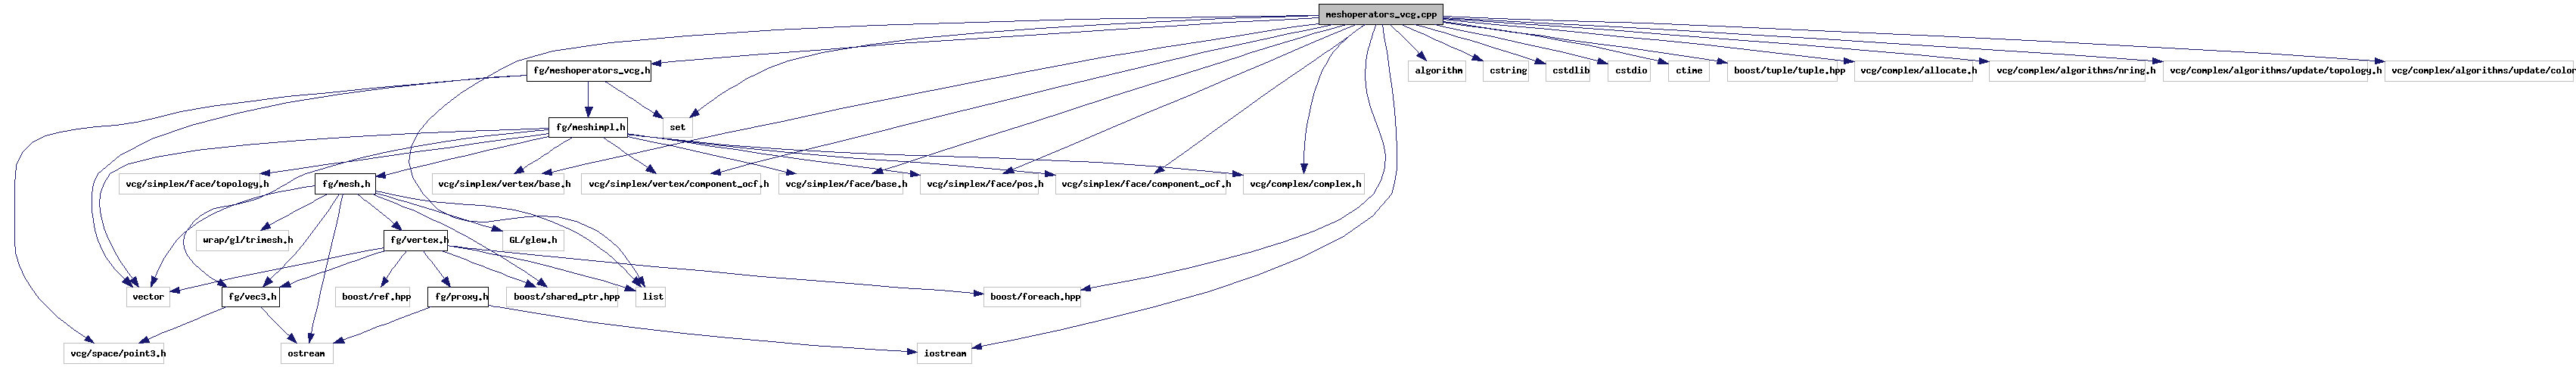 meshoperators_vcg.cpp
fg/meshoperators_vcg.h
algorithm
cstring
cstdlib
cstdio
ctime
boost/tuple/tuple.hpp
vcg/complex/allocate.h
vcg/complex/algorithms/nring.h
vcg/complex/algorithms/update/topology.h
vcg/complex/algorithms/update/color
fg/meshimpl.h
set
vcg/simplex/face/topology.h
fg/mesh.h
vcg/simplex/vertex/base.h
vcg/simplex/vertex/component_ocf.h
vcg/simplex/face/base.h
vcg/simplex/face/pos.h
vcg/simplex/face/component_ocf.h
vcg/complex/complex.h
wrap/gl/trimesh.h
fg/vertex.h
GL/glew.h
vector
fg/vec3.h
boost/ref.hpp
fg/proxy.h
boost/shared_ptr.hpp
list
boost/foreach.hpp
vcg/space/point3.h
ostream
iostream